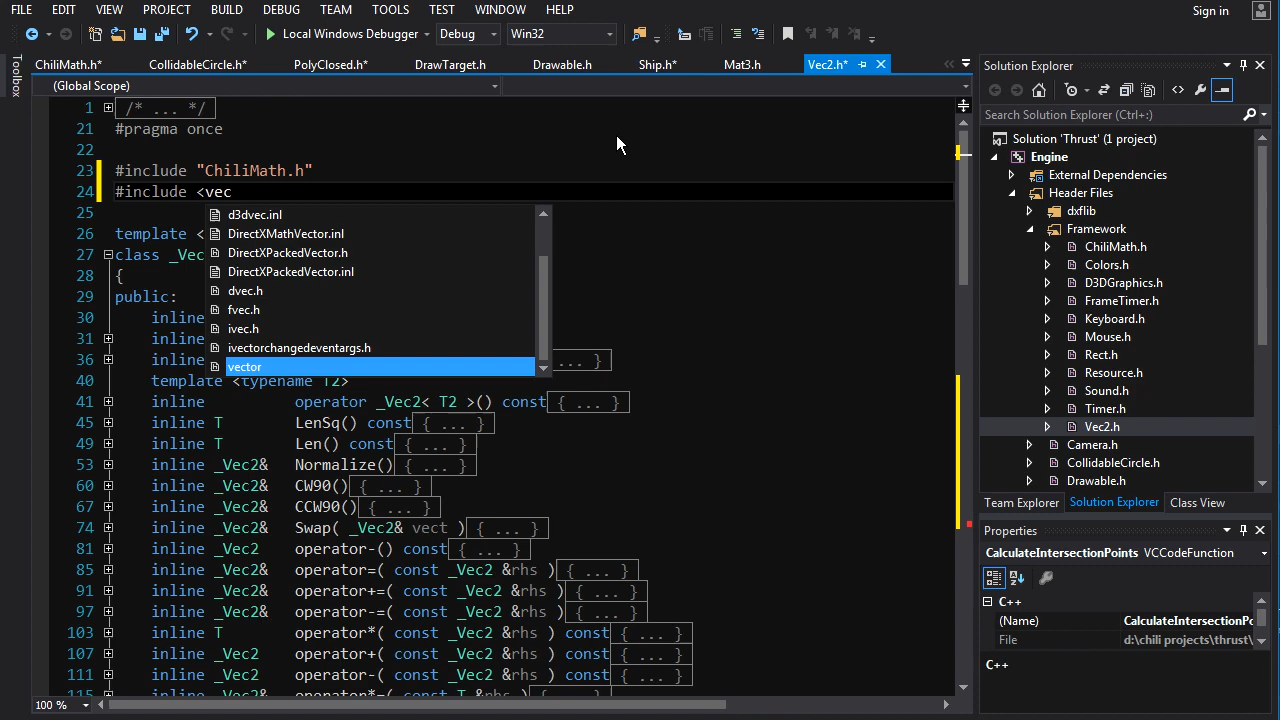 FILE EDIT VIEW PROJECT BUILD DEBUG TEAM TOOLS TEST WINDOW HELP
Sign in
Local Windows Debugger Debug Win32
Toolbox
ChiliMath.h* CollidableCircle.h* PolyClosed.h* DrawTarget.h Drawable.h Ship.h* Mat3.h Vec2.h*
(Global Scope)
1 /* ... */
21 #pragma once
22
23 #include "ChiliMath.h"
24 #include <vec
25
26 template <
27 class _Vec
28 {
29 public:
30 inline
31 inline
36 inline ... }
40 template <typename T2>
41 inline operator _Vec2< T2 >() const { ... }
45 inline T LenSq() const { ... }
49 inline T Len() const { ... }
53 inline _Vec2& Normalize() { ... }
60 inline _Vec2& CW90() { ... }
67 inline _Vec2& CCW90() { ... }
74 inline _Vec2& Swap( _Vec2& vect ) { ... }
81 inline _Vec2 operator-() const { ... }
85 inline _Vec2& operator=( const _Vec2 &rhs ) { ... }
91 inline _Vec2& operator+=( const _Vec2 &rhs ) { ... }
97 inline _Vec2& operator-=( const _Vec2 &rhs ) { ... }
103 inline T operator*( const _Vec2 &rhs ) const { ... }
107 inline _Vec2 operator+( const _Vec2 &rhs ) const { ... }
111 inline _Vec2 operator-( const _Vec2 &rhs ) const { ... }
115 inline _Vec2& operator*=( const T &rhs ) { ... }
d3dvec.inl
DirectXMathVector.inl
DirectXPackedVector.h
DirectXPackedVector.inl
dvec.h
fvec.h
ivec.h
ivectorchangedeventargs.h
vector
100 %
Solution Explorer
Search Solution Explorer (Ctrl+;)
Solution 'Thrust' (1 project)
Engine
External Dependencies
Header Files
dxflib
Framework
ChiliMath.h
Colors.h
D3DGraphics.h
FrameTimer.h
Keyboard.h
Mouse.h
Rect.h
Resource.h
Sound.h
Timer.h
Vec2.h
Camera.h
CollidableCircle.h
Drawable.h
Team Explorer Solution Explorer Class View
Properties
CalculateIntersectionPoints VCCodeFunction
C++
(Name) CalculateIntersectionPo
File d:\chili projects\thrust\
C++